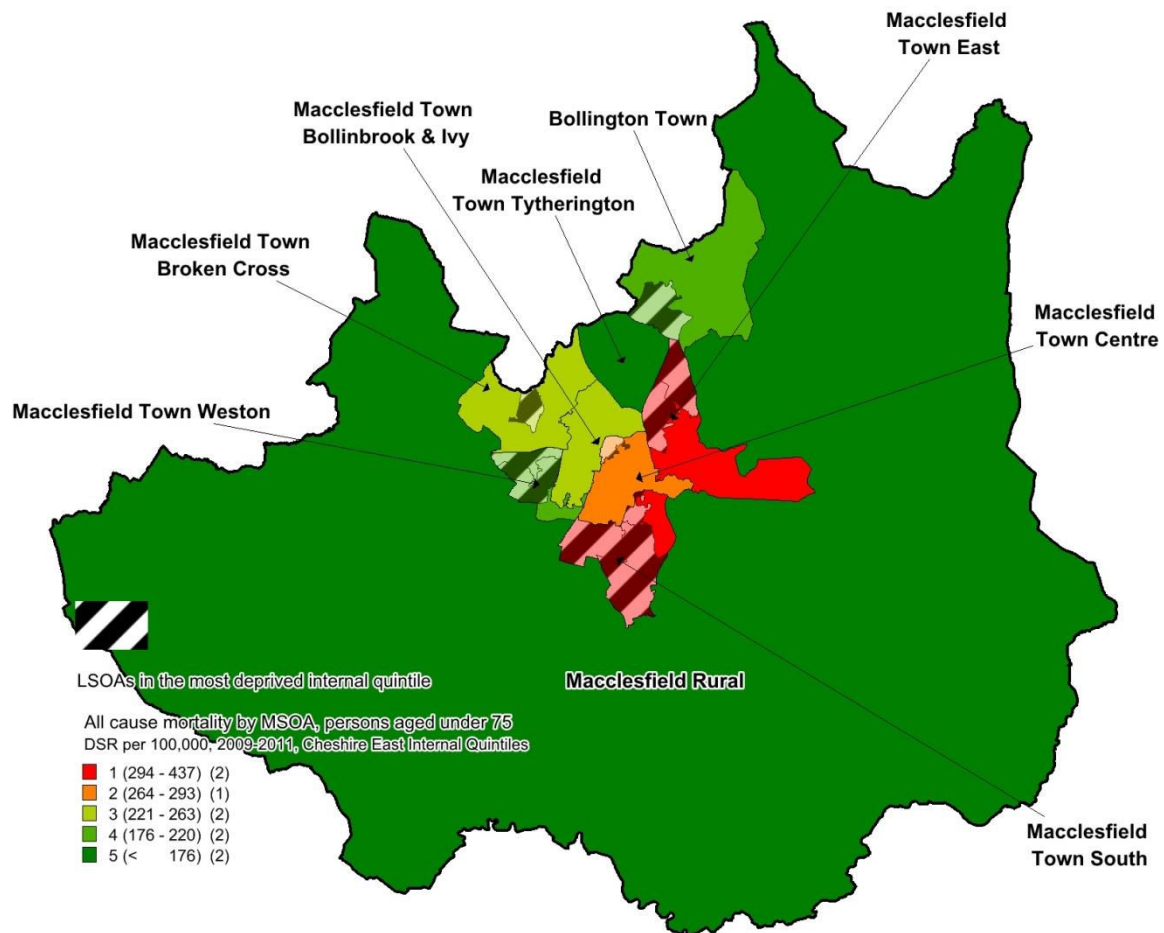 Macclesfield
Town East
Macclesfield Town
Bollinbrook & Ivy
Bollington Town
Macclesfield
Town Tytherington
Macclesfield Town
Broken Cross
Macclesfield
Town Centre
Macclesfield Town Weston
LSOAs in the most deprived internal quintile
Macclesfield Rural
All cause mortality by MSOA, persons aged under 75
DSR per 100,000, 2009-2011, Cheshire East Internal Quintiles
1 (294 - 437) (2)
2 (264 - 293) (1)
3 (221 - 263) (2)
4 (176 - 220) (2)
5 (< 176) (2)
Macclesfield
Town South